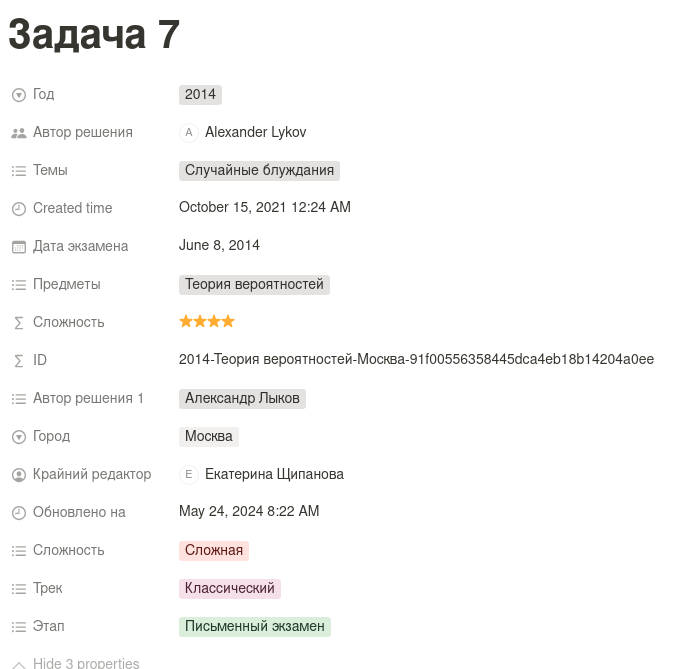 Задача 7
Год 2014
Автор решения A Alexander Lykov
Темы Случайные блуждания
Created time October 15, 2021 12:24 AM
Дата экзамена June 8, 2014
Предметы Теория вероятностей
Сложность ★★★★
ID 2014-Теория вероятностей-Москва-91f00556358445dca4eb18b14204a0ee
Автор решения 1 Александр Лыков
Город Москва
Крайний редактор E Екатерина Щипанова
Обновлено на May 24, 2024 8:22 AM
Сложность Сложная
Трек Классический
Этап Письменный экзамен
Hide 3 properties